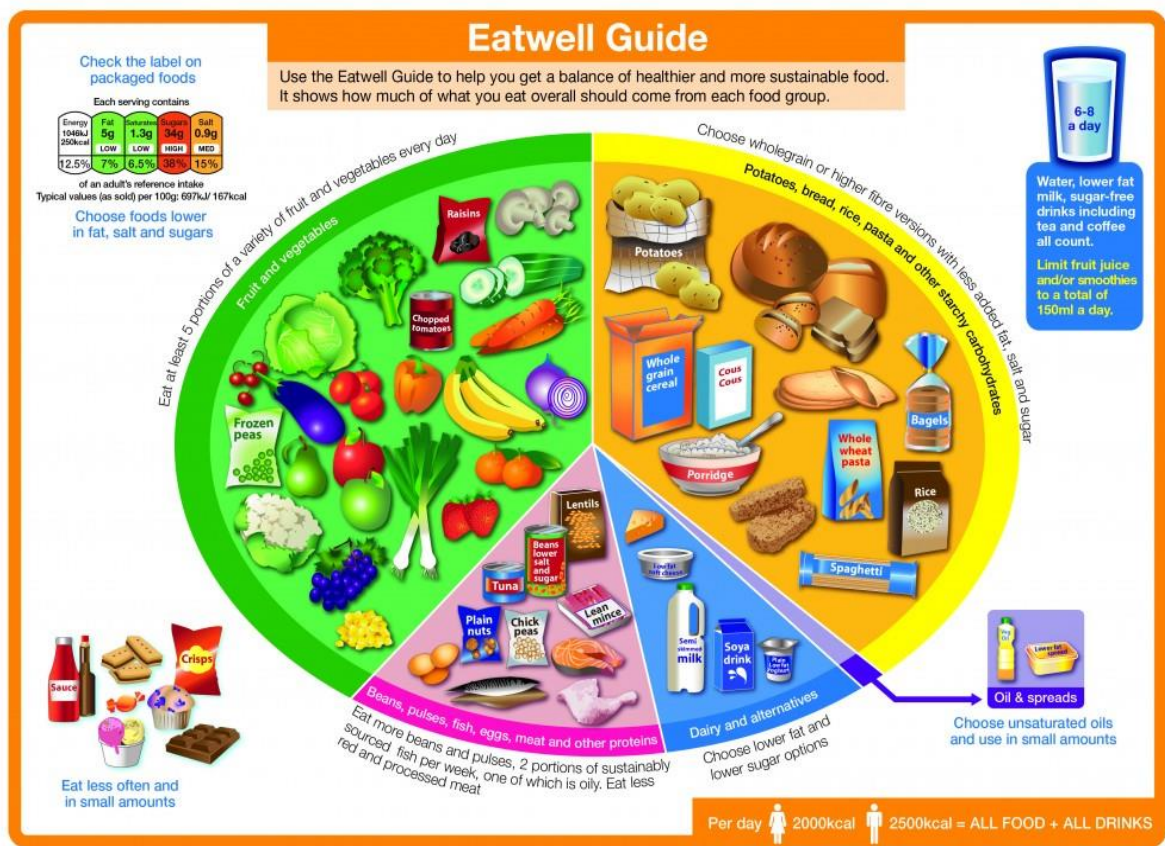 Eatwell Guide
Use the Eatwell Guide to help you get a balance of healthier and more sustainable food.
It shows how much of what you eat overall should come from each food group.
Check the label on
packaged foods
Each serving contains
Energy
1046kJ
250kcal
12.5%
Fat
5g
LOW
7%
Saturates
1.3g
LOW
6.5%
Sugars
34g
HIGH
38%
Salt
0.9g
MED
15%
of an adult's reference intake
Typical values (as sold) per 100g: 697kJ/ 167kcal
Choose foods lower
in fat, salt and sugars
6-8
a day
Water, lower fat
milk, sugar-free
drinks including
tea and coffee
all count.
Limit fruit juice
and/or smoothies
to a total of
150ml a day.
Eat at least 5 portions of a variety of fruit and vegetables every day
Fruit and vegetables
Raisins
Chopped
tomatoes
Frozen
peas
Choose wholegrain or higher fibre versions with less added fat, salt and sugar
Potatoes, bread, rice, pasta and other starchy carbohydrates
Potatoes
Whole
grain
cereal
Cous
Cous
Bagels
Porridge
Whole
wheat
pasta
Rice
Spaghetti
Lentils
Beans
lower
salt
and
sugar
Tuna
Lean
mince
Plain
nuts
Chick
peas
Beans, pulses, fish, eggs, meat and other proteins
Eat more beans and pulses, 2 portions of sustainably
sourced fish per week, one of which is oily. Eat less
red and processed meat
Low fat
soft cheese
Semi
skimmed
milk
Soya
drink
Plain
Low fat
yoghurt
Dairy and alternatives
Choose lower fat and
lower sugar options
Veg
Oil
Lower fat
spread
Oil & spreads
Choose unsaturated oils
and use in small amounts
Sauce
Crisps
Eat less often and
in small amounts
Per day 2000kcal 2500kcal = ALL FOOD + ALL DRINKS